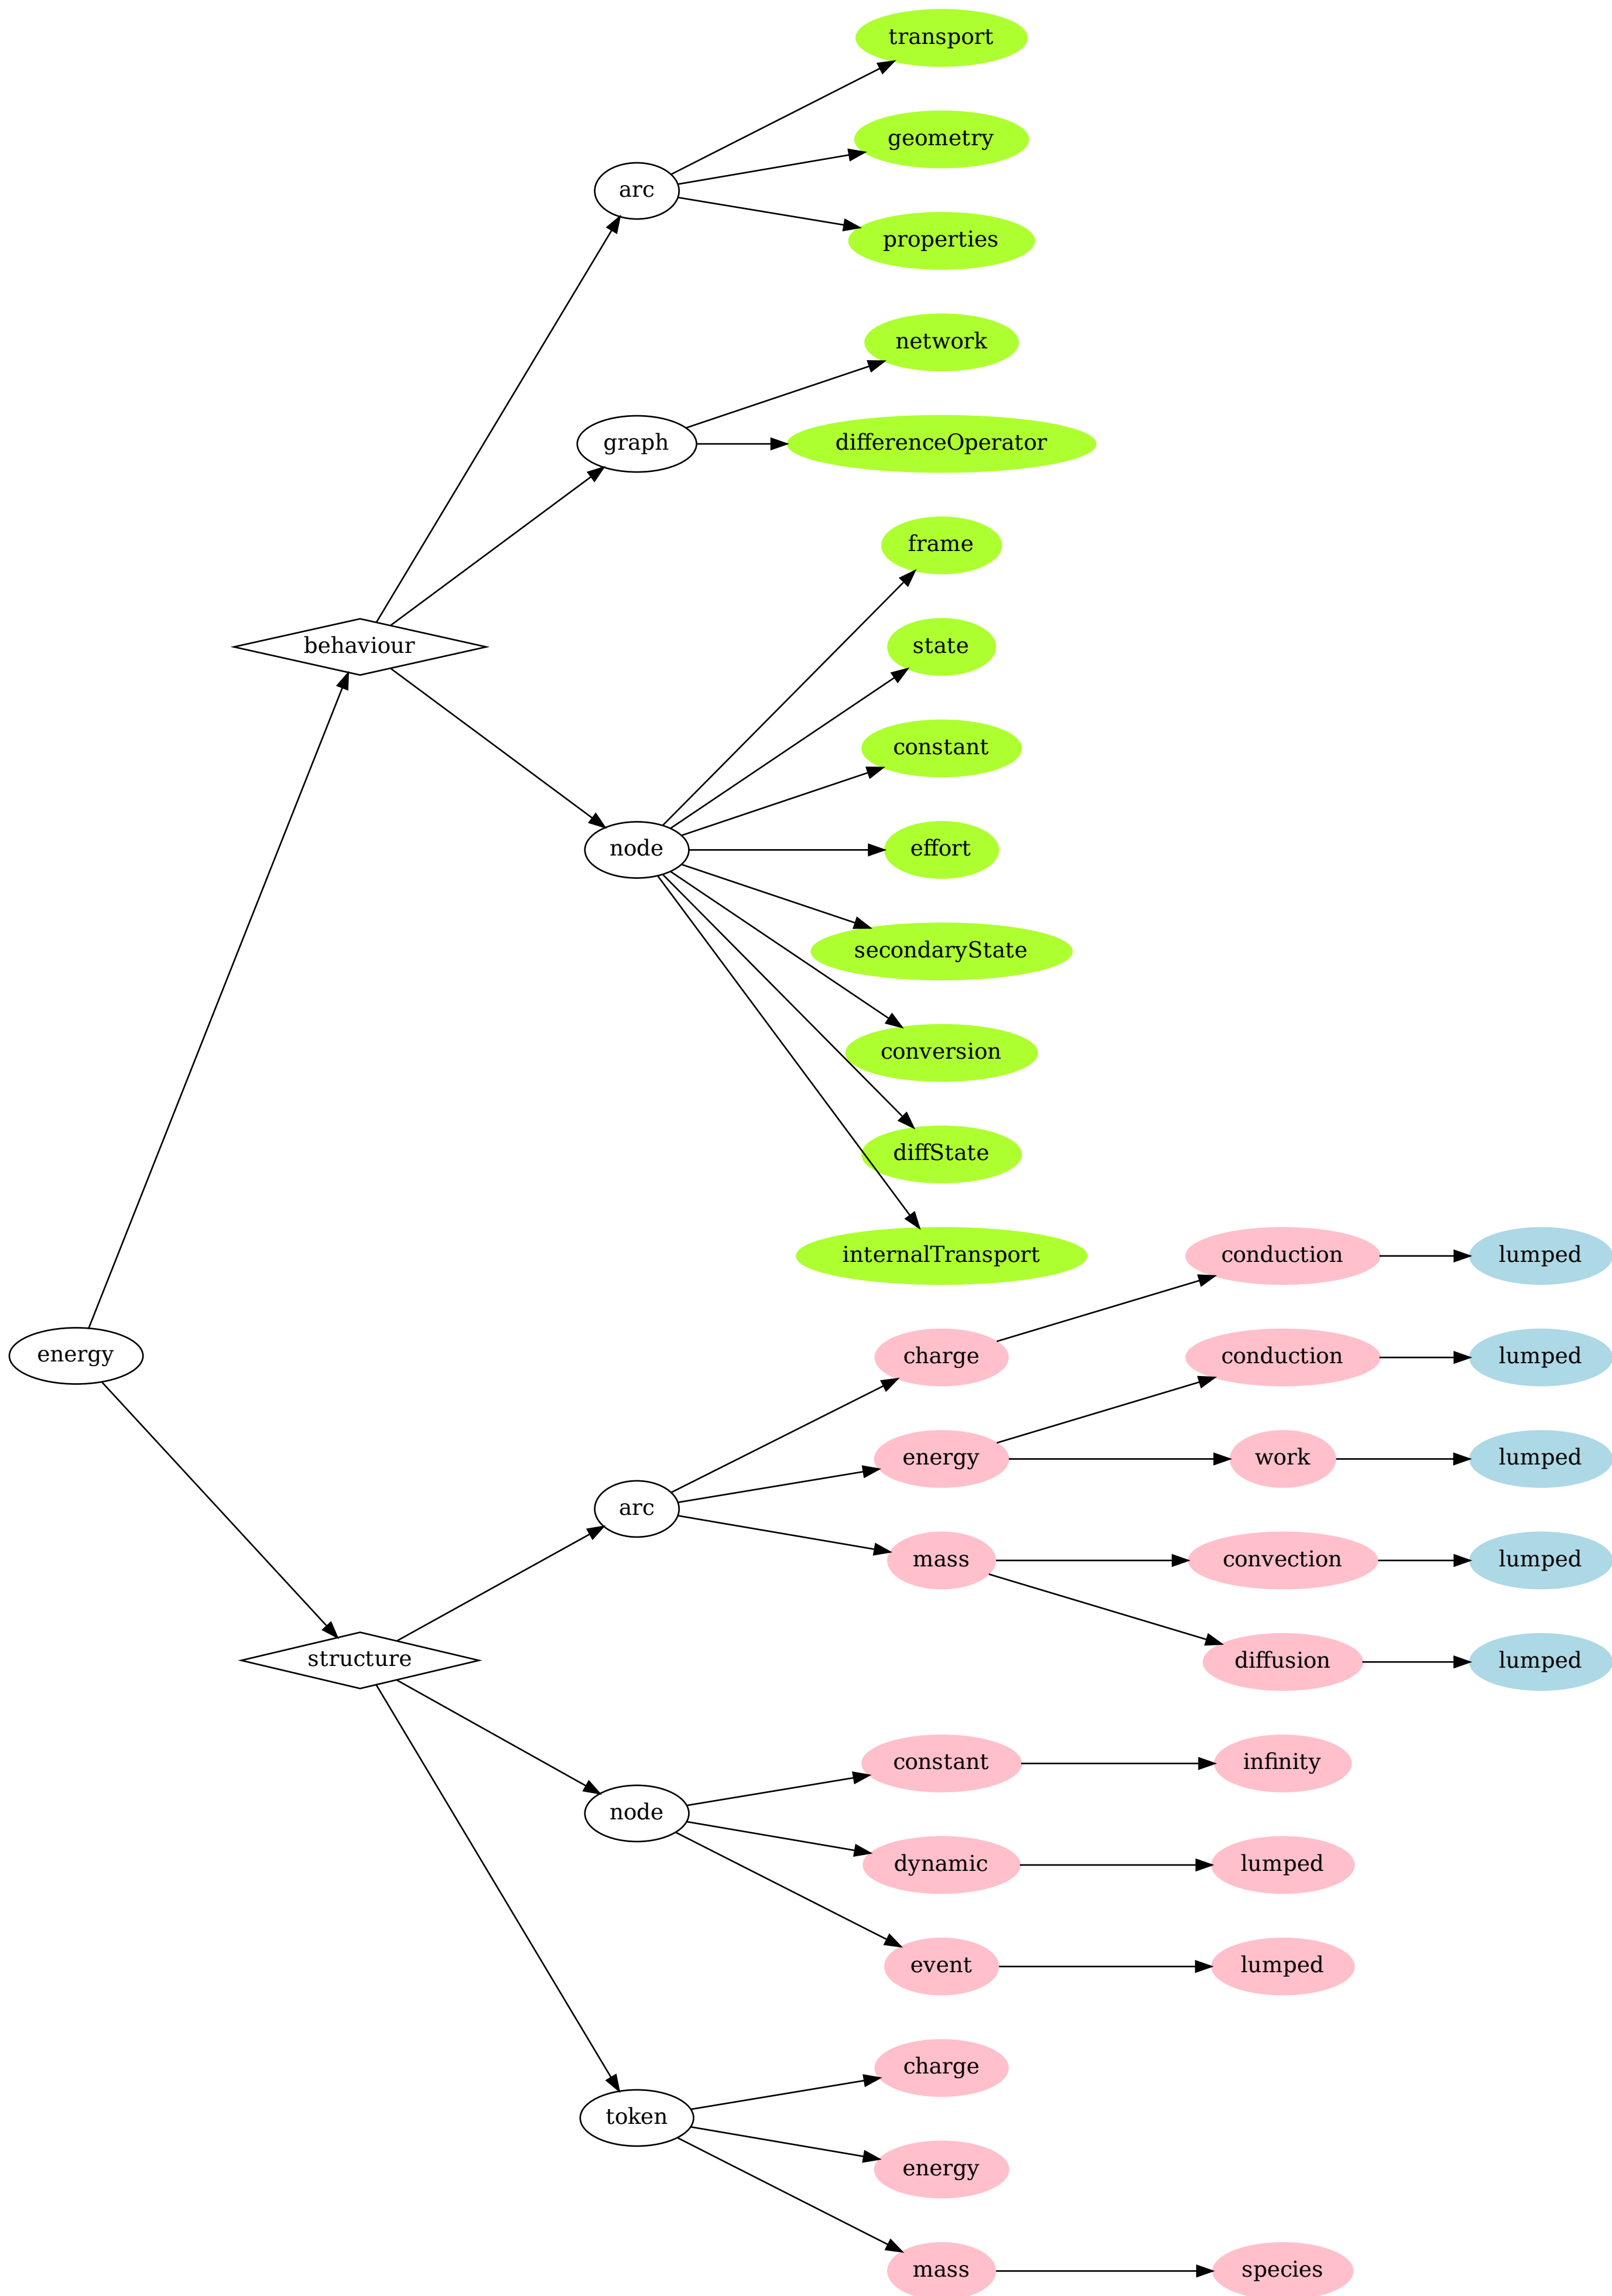 transport
geometry
arc
properties
network
graph
differenceOperator
frame
behaviour
state
constant
node
effort
secondaryState
conversion
diffState
internalTransport
conduction
lumped
energy
charge
conduction
lumped
energy
work
lumped
arc
mass
convection
lumped
structure
diffusion
lumped
constant
infinity
node
dynamic
lumped
event
lumped
charge
token
energy
mass
species